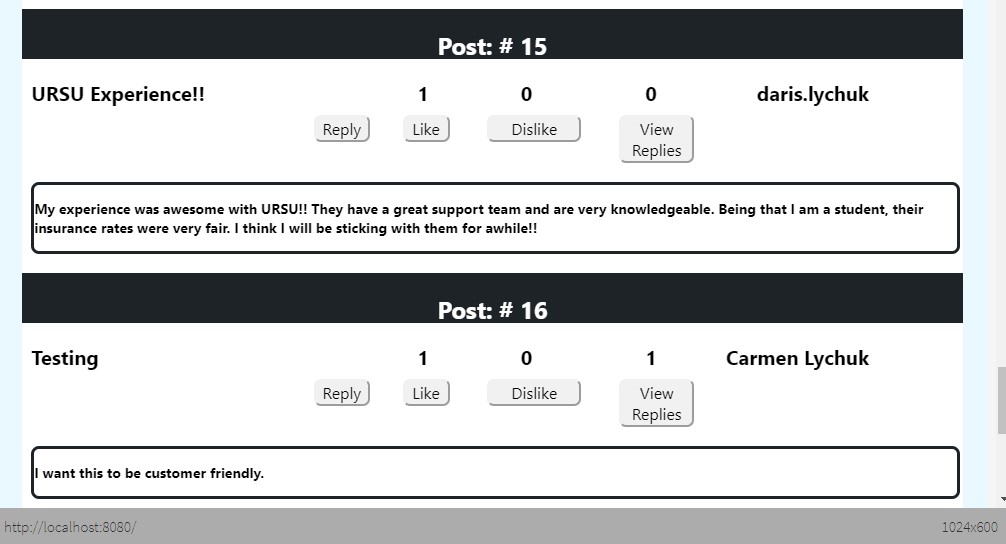 Post: # 15
URSU Experience!! 1 0 0 daris.lychuk
Reply Like Dislike View
Replies
My experience was awesome with URSU!! They have a great support team and are very knowledgeable. Being that I am a student, their
insurance rates were very fair. I think I will be sticking with them for awhile!!
Post: # 16
Testing 1 0 1 Carmen Lychuk
Reply Like Dislike View
Replies
I want this to be customer friendly.
http://localhost:8080/ 1024x600